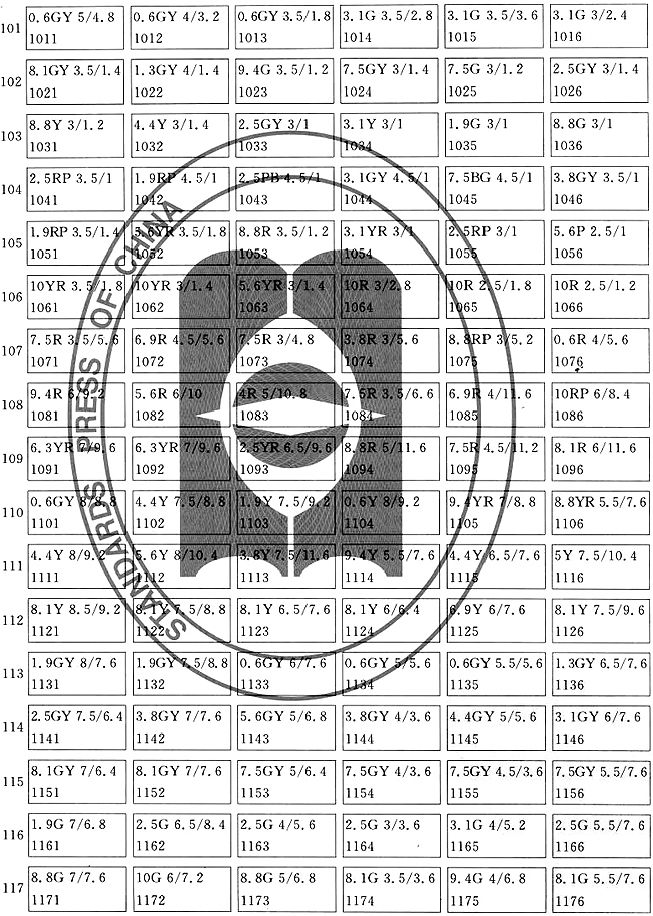 101
0.6GY 5/4.8 0.6GY 4/3.2 0.6GY 3.5/1.8 3.1G 3.5/2.8 3.1G 3.5/3.6 3.1G 3/2.4
1011 1012 1013 1014 1015 1016
102
8.1GY 3.5/1.4 1.3GY 4/1.4 9.4G 3.5/1.2 7.5GY 3/1.4 7.5G 3/1.2 2.5GY 3/1.4
1021 1022 1023 1024 1025 1026
103
8.8Y 3/1.2 4.4Y 3/1.4 2.5GY 3/1 3.1Y 3/1 1.9G 3/1 8.8G 3/1
1031 1032 1033 1034 1035 1036
104
2.5RP 3.5/1 1.9RP 4.5/1 2.5PB 4.5/1 3.1GY 4.5/1 7.5BG 4.5/1 3.8GY 3.5/1
1041 1042 1043 1044 1045 1046
105
1.9RP 3.5/1.4 5.6YR 3.5/1.8 8.8R 3.5/1.2 3.1YR 3/1 2.5RP 3/1 5.6P 2.5/1
1051 1052 1053 1054 1055 1056
106
10YR 3.5/1.8 10YR 3/1.4 5.6YR 3/1.4 10R 3/2.8 10R 2.5/1.8 10R 2.5/1.2
1061 1062 1063 1064 1065 1066
107
7.5R 3.5/5.6 6.9R 4.5/5.6 7.5R 3/4.8 3.8R 3/5.6 8.8RP 3/5.2 0.6R 4/5.6
1071 1072 1073 1074 1075 1076
108
9.4R 6/9.2 5.6R 6/10 4R 5/10.8 7.5R 3.5/6.6 6.9R 4/11.6 10RP 6/8.4
1081 1082 1083 1084 1085 1086
109
6.3YR 7/9.6 6.3YR 7/9.6 2.5YR 6.5/9.6 8.8R 5/11.6 7.5R 4.5/11.2 8.1R 6/11.6
1091 1092 1093 1094 1095 1096
110
0.6GY 8/8.8 4.4Y 7.5/8.8 1.9Y 7.5/9.2 0.6Y 8/9.2 9.4YR 7/8.8 8.8YR 5.5/7.6
1101 1102 1103 1104 1105 1106
111
4.4Y 8/9.2 5.6Y 8/10.4 3.8Y 7.5/11.6 9.4Y 5.5/7.6 4.4Y 6.5/7.6 5Y 7.5/10.4
1111 1112 1113 1114 1115 1116
112
8.1Y 8.5/9.2 8.1Y 7.5/8.8 8.1Y 6.5/7.6 8.1Y 6/6.4 6.9Y 6/7.6 8.1Y 7.5/9.6
1121 1122 1123 1124 1125 1126
113
1.9GY 8/7.6 1.9GY 7.5/8.8 0.6GY 6/7.6 0.6GY 5/5.6 0.6GY 5.5/5.6 1.3GY 6.5/7.6
1131 1132 1133 1134 1135 1136
114
2.5GY 7.5/6.4 3.8GY 7/7.6 5.6GY 5/6.8 3.8GY 4/3.6 4.4GY 5/5.6 3.1GY 6/7.6
1141 1142 1143 1144 1145 1146
115
8.1GY 7/6.4 8.1GY 7/7.6 7.5GY 5/6.4 7.5GY 4/3.6 7.5GY 4.5/3.6 7.5GY 5.5/7.6
1151 1152 1153 1154 1155 1156
116
1.9G 7/6.8 2.5G 6.5/8.4 2.5G 4/5.6 2.5G 3/3.6 3.1G 4/5.2 2.5G 5.5/7.6
1161 1162 1163 1164 1165 1166
117
8.8G 7/7.6 10G 6/7.2 8.8G 5/6.8 8.1G 3.5/3.6 9.4G 4/6.8 8.1G 5.5/7.6
1171 1172 1173 1174 1175 1176
STANDARDS PRESS OF CHINA